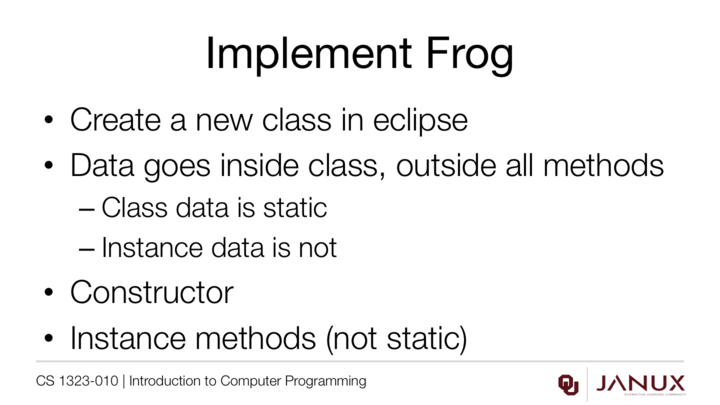 Implement Frog
• Create a new class in eclipse
• Data goes inside class, outside all methods
– Class data is static
– Instance data is not
• Constructor
• Instance methods (not static)
CS 1323-010 | Introduction to Computer Programming
OU JANUX
INTERACTIVE LEARNING COMMUNITY